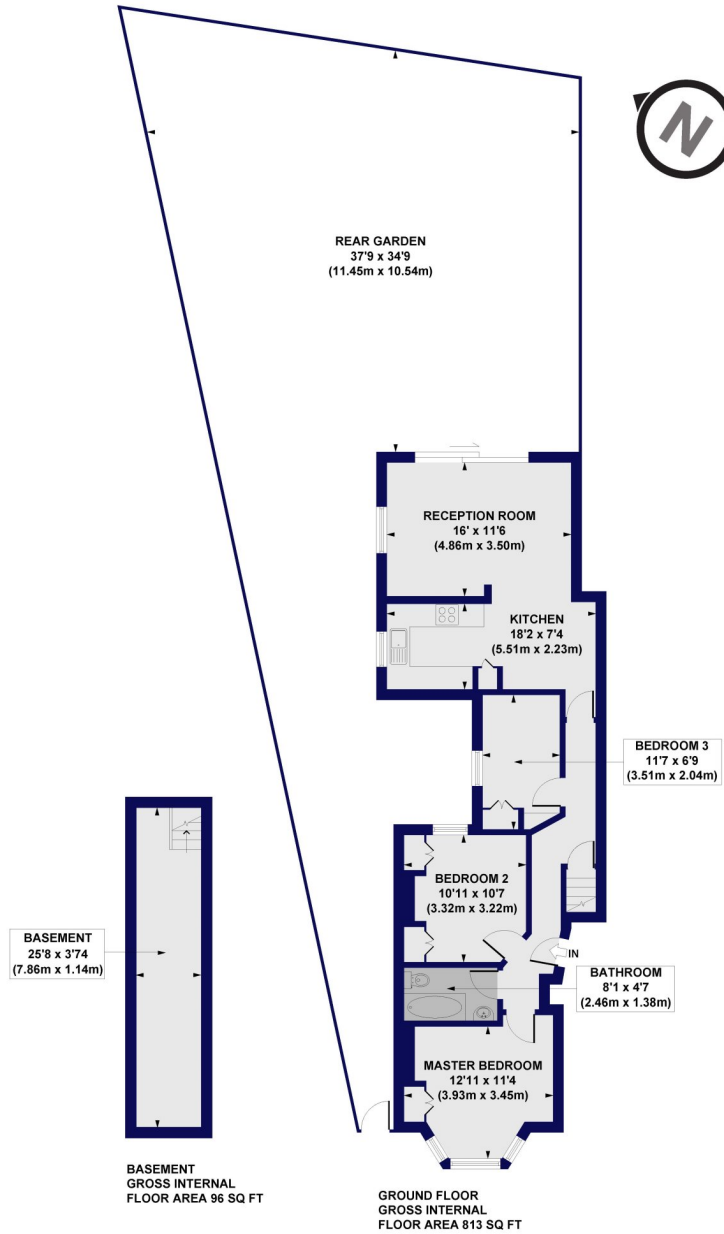 N
REAR GARDEN
37'9 x 34'9
(11.45m x 10.54m)
RECEPTION ROOM
16' x 11'6
(4.86m x 3.50m)
KITCHEN
18'2 x 7'4
(5.51m x 2.23m)
BEDROOM 3
11'7 x 6'9
(3.51m x 2.04m)
BEDROOM 2
10'11 x 10'7
(3.32m x 3.22m)
IN
BASEMENT
25'8 x 3'74
(7.86m x 1.14m)
BATHROOM
8'1 x 4'7
(2.46m x 1.38m)
MASTER BEDROOM
12'11 x 11'4
(3.93m x 3.45m)
BASEMENT
GROSS INTERNAL
FLOOR AREA 96 SQ FT
GROUND FLOOR
GROSS INTERNAL
FLOOR AREA 813 SQ FT